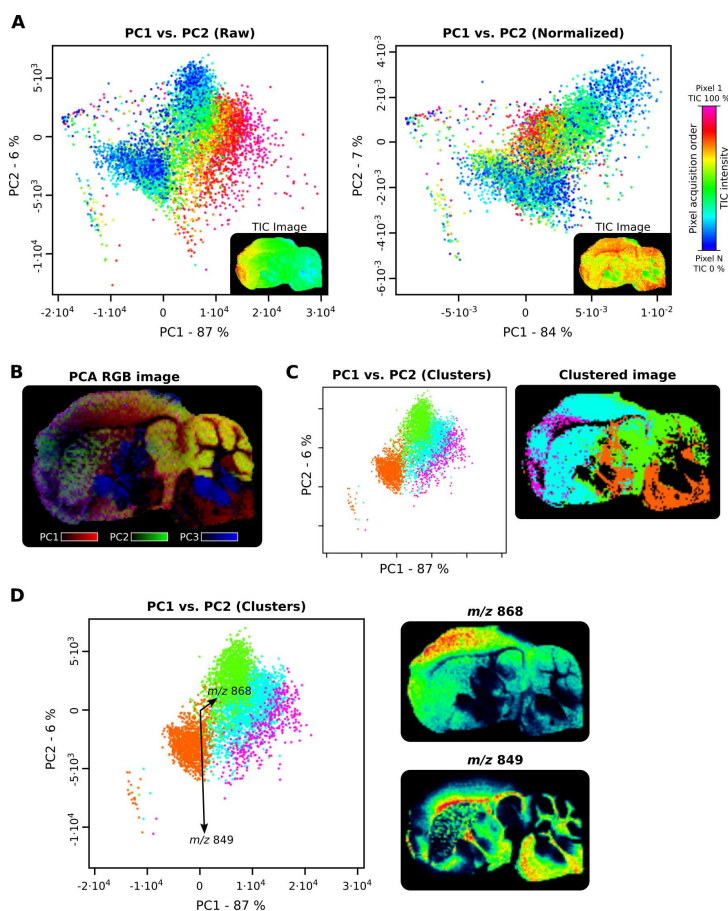 A
PC1 vs. PC2 (Raw)
PC2 - 6 %
5·10³
0
-5·10³
-1·10⁴
-2·10⁴ -1·10⁴ 0 1·10⁴ 2·10⁴ 3·10⁴
PC1 - 87 %
TIC Image
PC1 vs. PC2 (Normalized)
PC2 - 7 %
4·10⁻³
2·10⁻³
0
-2·10⁻³
-4·10⁻³
-6·10⁻³
-5·10⁻³ 0 5·10⁻³ 1·10⁻²
PC1 - 84 %
TIC Image
Pixel 1
TIC 100 %
Pixel acquisition order
TIC intensity
Pixel N
TIC 0 %
B
PCA RGB image
PC1 PC2 PC3
C
PC1 vs. PC2 (Clusters)
PC2 - 6 %
PC1 - 87 %
Clustered image
D
PC1 vs. PC2 (Clusters)
PC2 - 6 %
5·10³
0
-5·10³
-1·10⁴
m/z 868
m/z 849
-2·10⁴ -1·10⁴ 0 1·10⁴ 2·10⁴ 3·10⁴
PC1 - 87 %
m/z 868
m/z 849